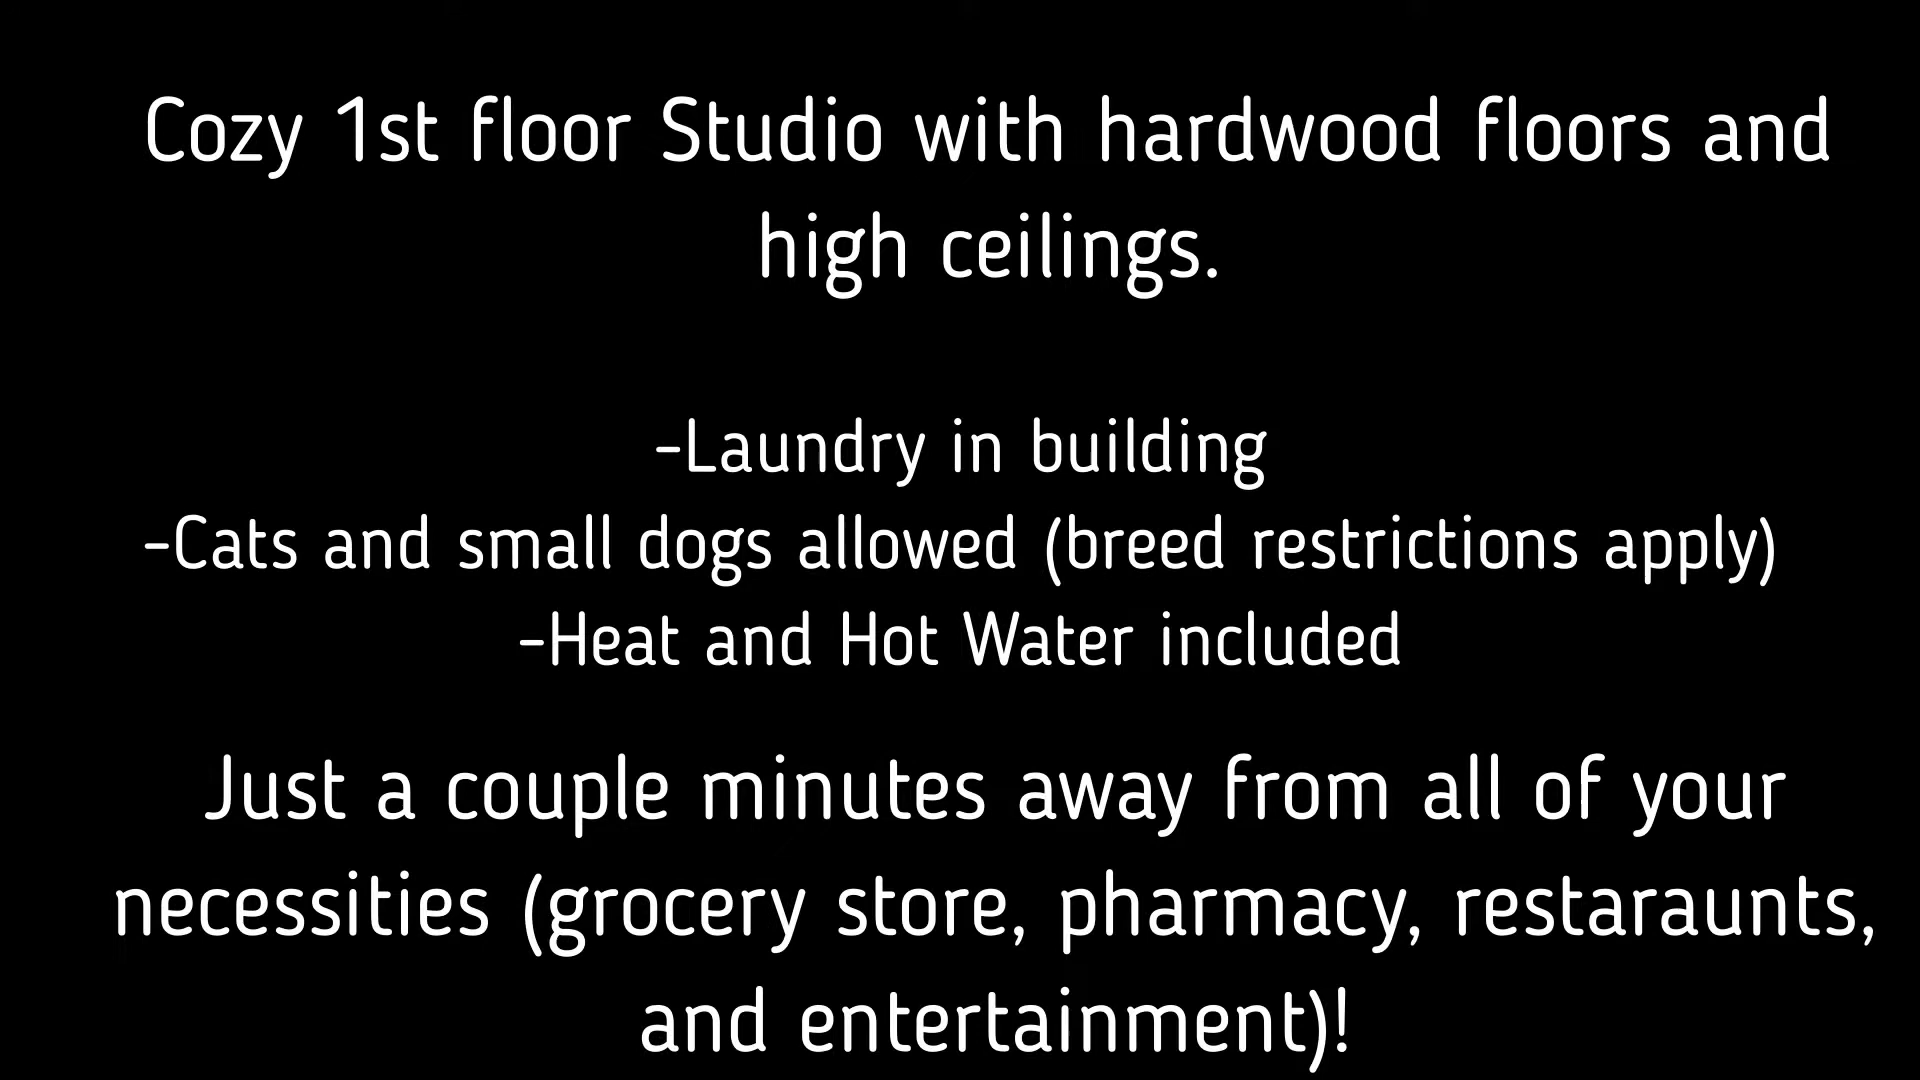 Cozy 1st floor Studio with hardwood floors and
high ceilings.
-Laundry in building
-Cats and small dogs allowed (breed restrictions apply)
-Heat and Hot Water included
Just a couple minutes away from all of your
necessities (grocery store, pharmacy, restaraunts,
and entertainment)!